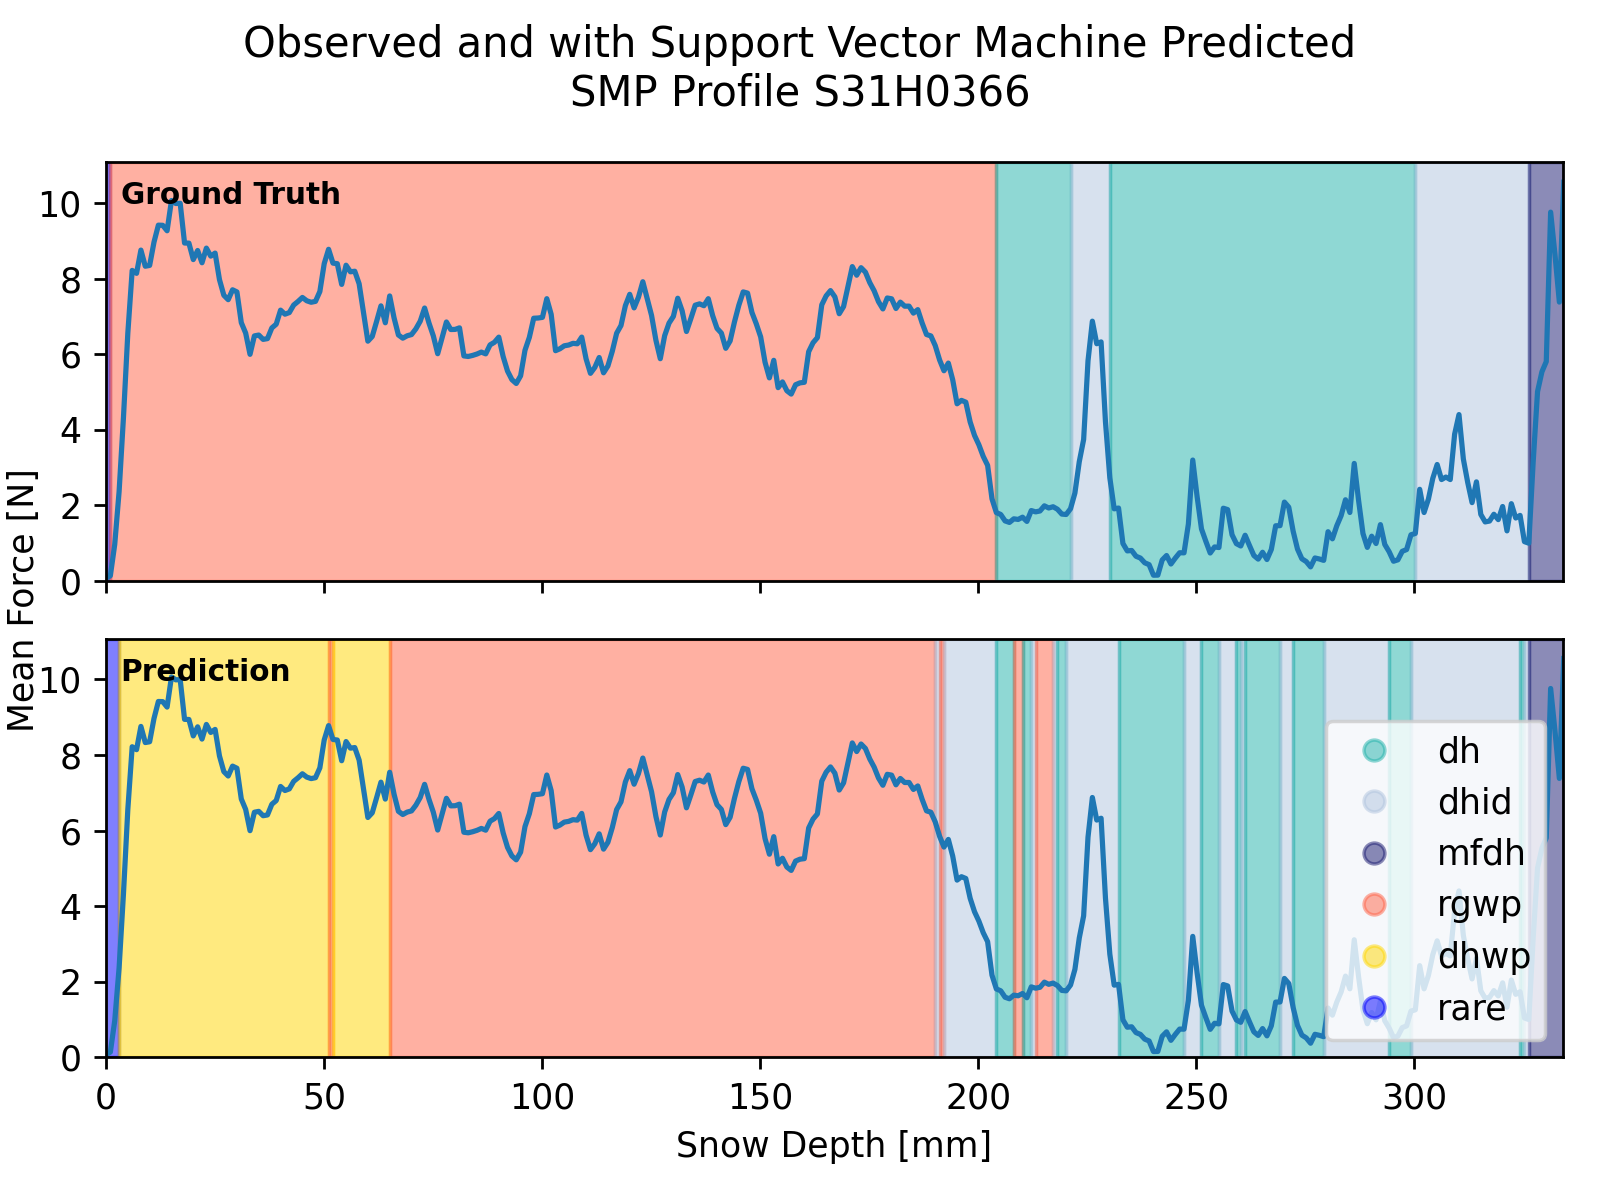 Observed and with Support Vector Machine Predicted
SMP Profile S31H0366
Ground Truth
10
8
6
4
2
0
Mean Force [N]
Prediction
10
8
6
4
2
0
dh
dhid
mfdh
rgwp
dhwp
rare
0 50 100 150 200 250 300
Snow Depth [mm]